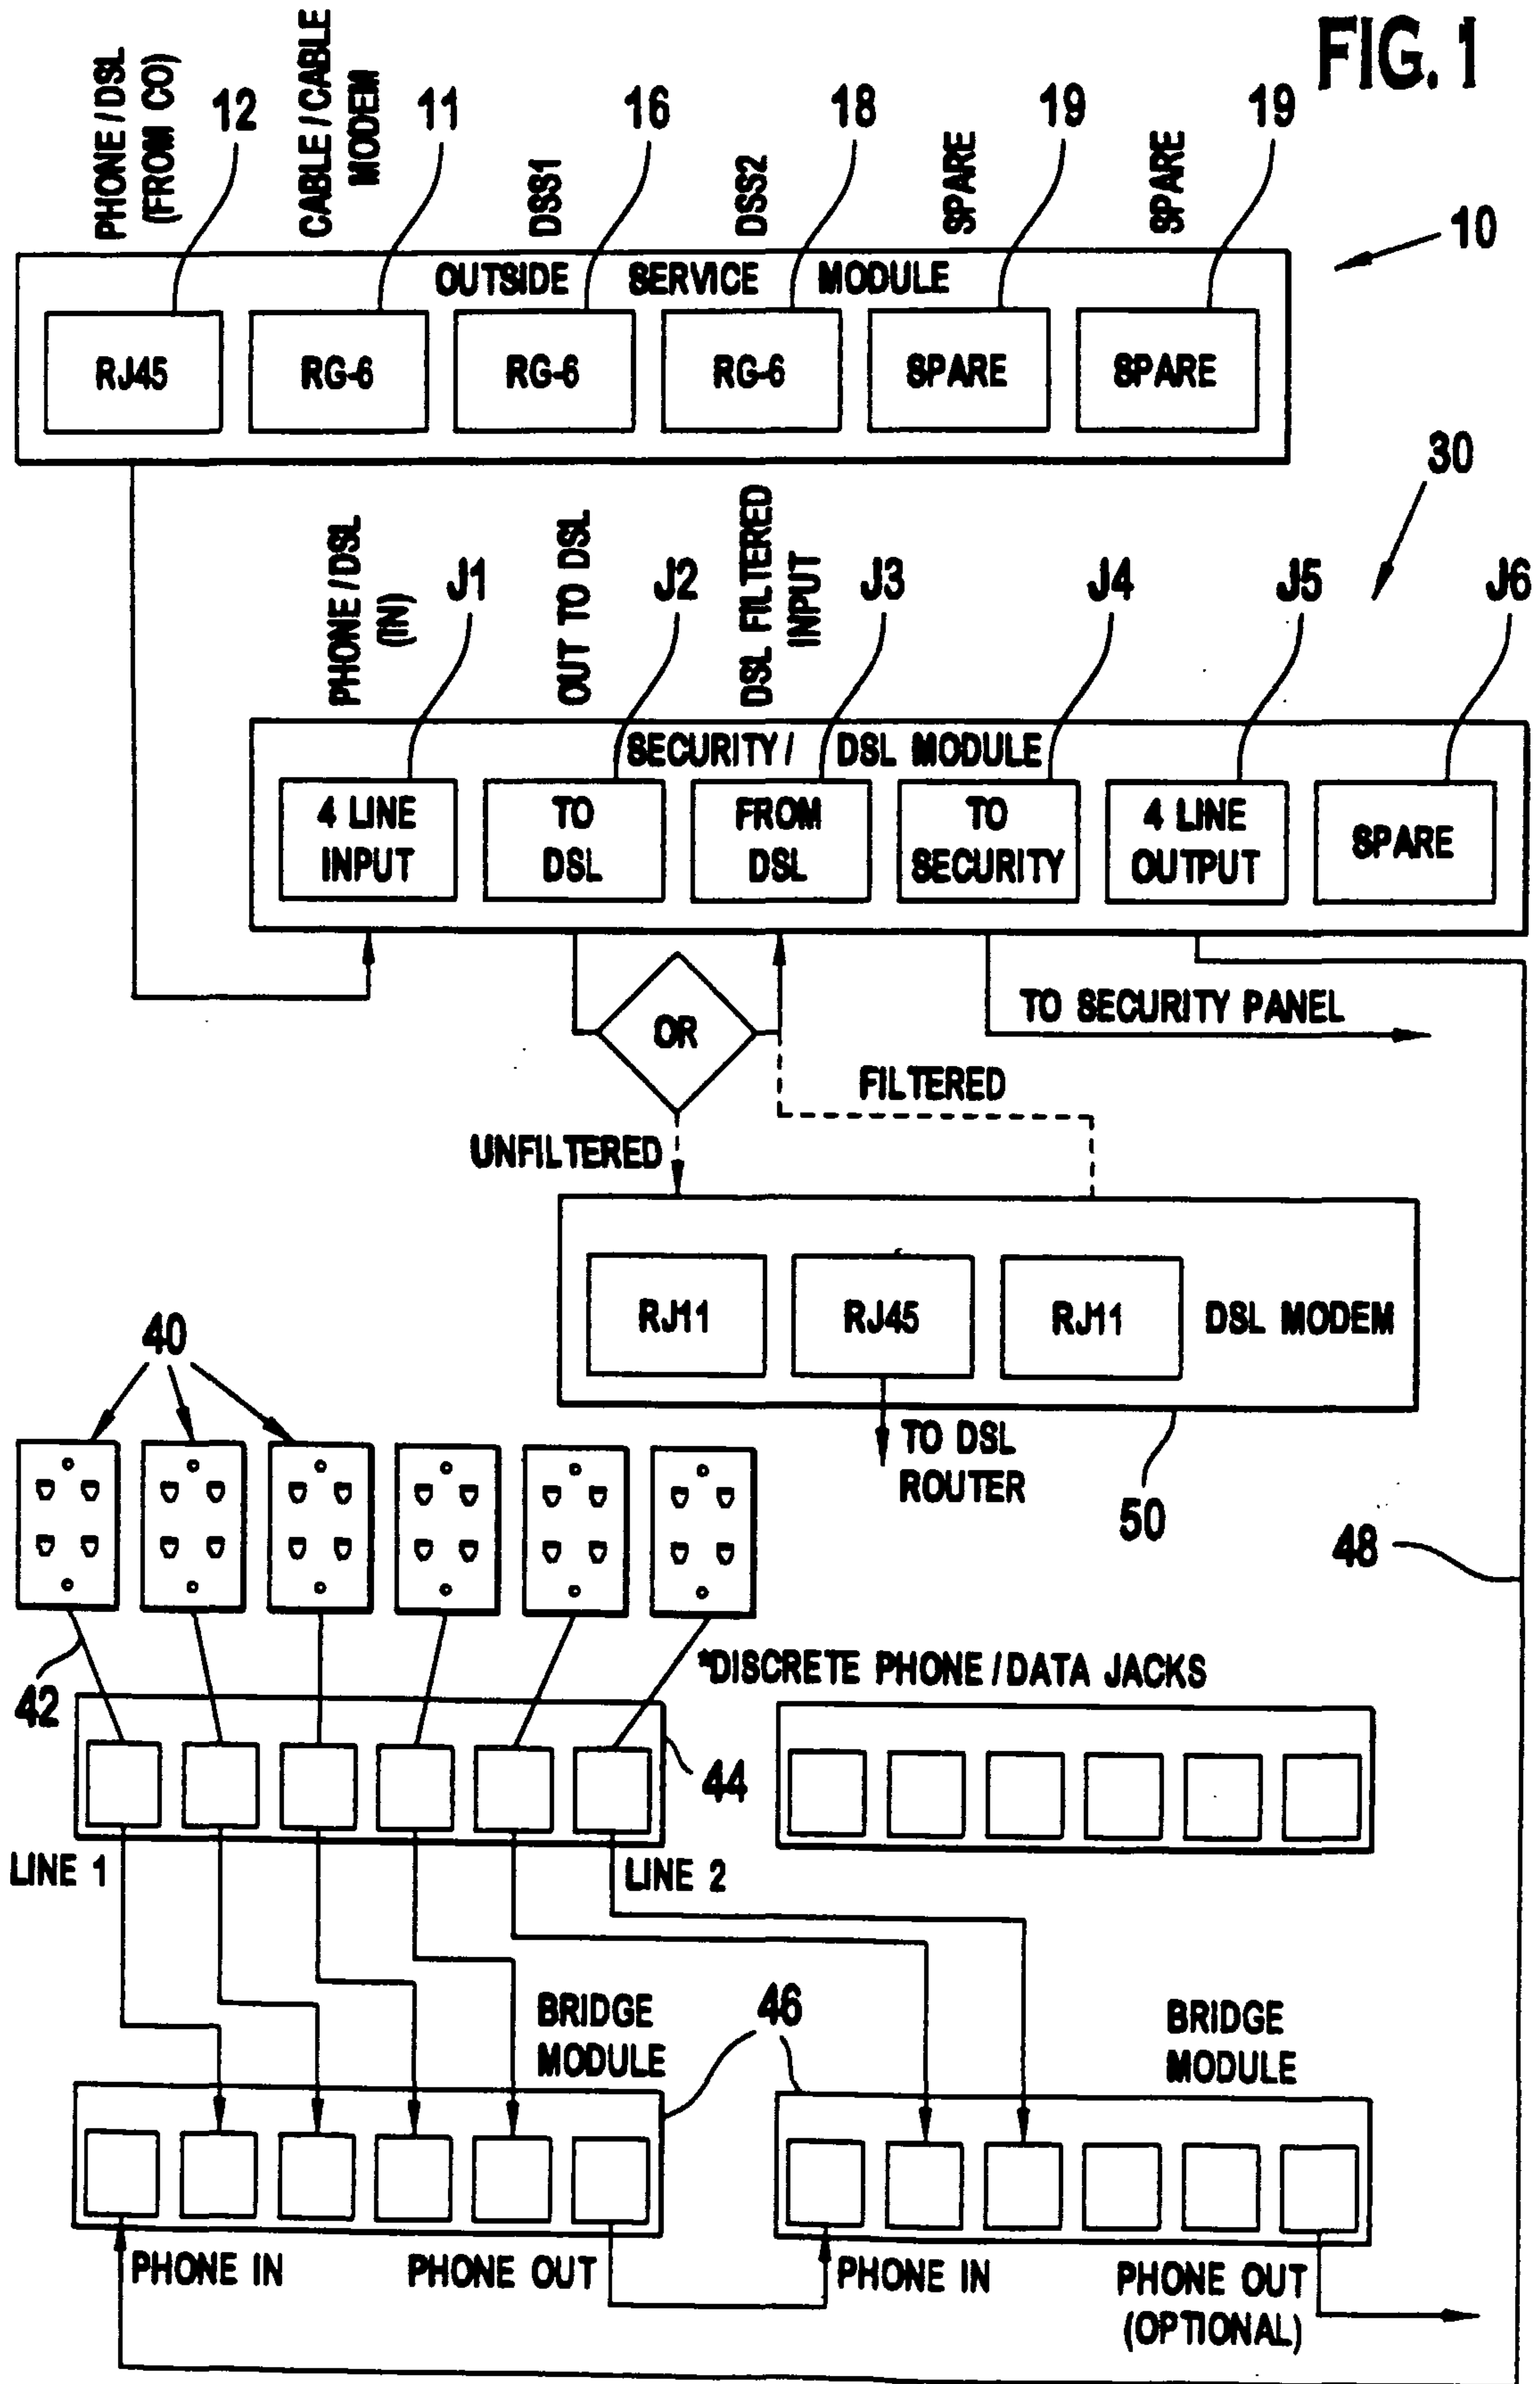 FIG. 1
PHONE/DSL
(FROM CO)
12
CABLE/CABLE
MODEM
11
DSS1
16
DSS2
18
SPARE
19
SPARE
19
10
OUTSIDE SERVICE MODULE
RJ45
RG-6
RG-6
RG-6
SPARE
SPARE
30
PHONE/DSL
(IN)
J1
OUT TO DSL
J2
DSL FILTERED
INPUT
J3
J4
J5
J6
SECURITY/ DSL MODULE
4 LINE
INPUT
TO
DSL
FROM
DSL
TO
SECURITY
4 LINE
OUTPUT
SPARE
OR
TO SECURITY PANEL
FILTERED
UNFILTERED
RJ11
RJ45
RJ11
DSL MODEM
40
TO DSL
ROUTER
50
48
42
*DISCRETE PHONE/DATA JACKS
44
LINE 1
LINE 2
BRIDGE
MODULE
46
BRIDGE
MODULE
PHONE IN
PHONE OUT
PHONE IN
PHONE OUT
(OPTIONAL)